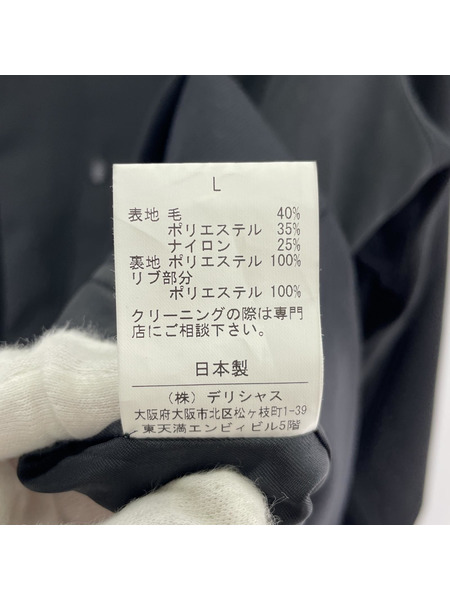 L
表地 毛 40%
ポリエステル 35%
ナイロン 25%
裏地 ポリエステル 100%
リブ部分
ポリエステル 100%
クリーニングの際は専門
店にご相談下さい。
日本製
(株) デリシャス
大阪府大阪市北区松ヶ枝町1-39
東天満エンビィビル5階